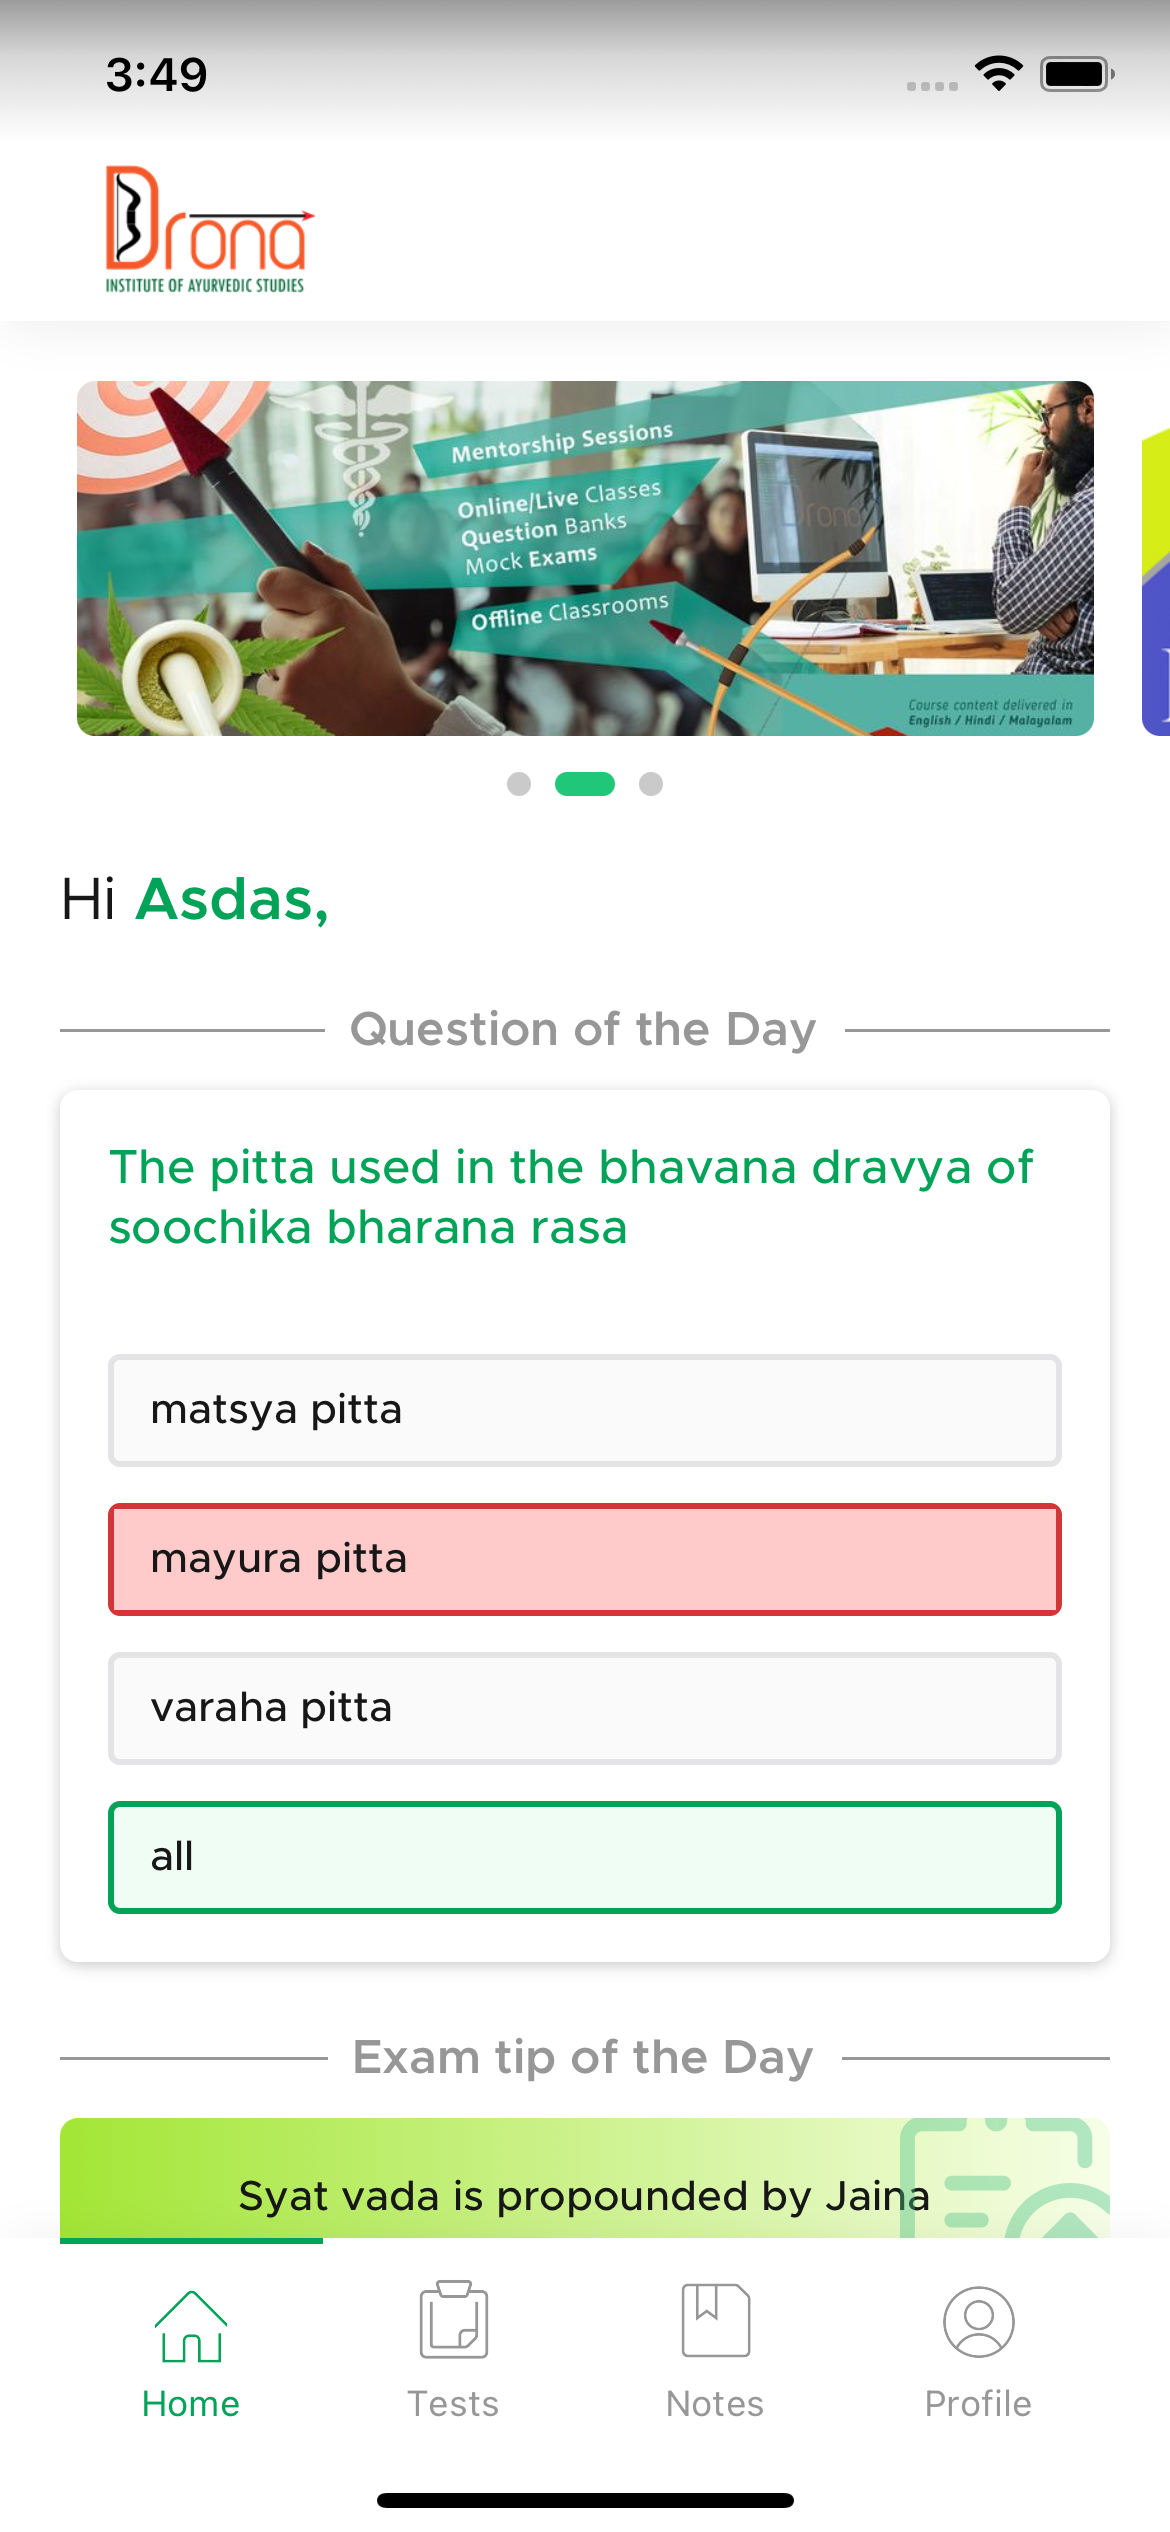 3:49
Drona
INSTITUTE OF AYURVEDIC STUDIES
Mentorship Sessions
Online/Live Classes
Question Banks
Mock Exams
Offline Classrooms
Drona
Course content delivered in
English / Hindi / Malayalam
Hi Asdas,
Question of the Day
The pitta used in the bhavana dravya of
soochika bharana rasa
matsya pitta
mayura pitta
varaha pitta
all
Exam tip of the Day
Syat vada is propounded by Jaina
Home
Tests
Notes
Profile